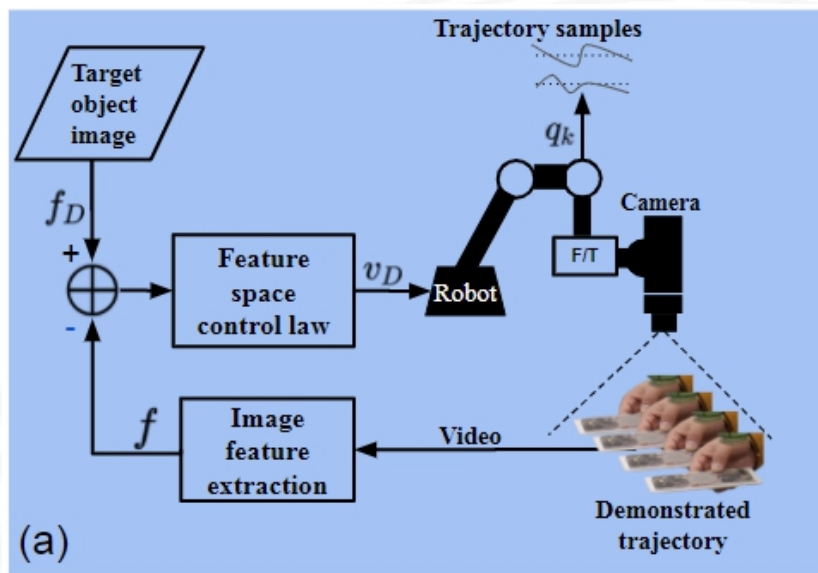 Trajectory samples
Target
object
image
q_k
f_D
Camera
+
Feature
space
control law
v_D
F/T
Robot
-
f
Image
feature
extraction
Video
Demonstrated
trajectory
(a)